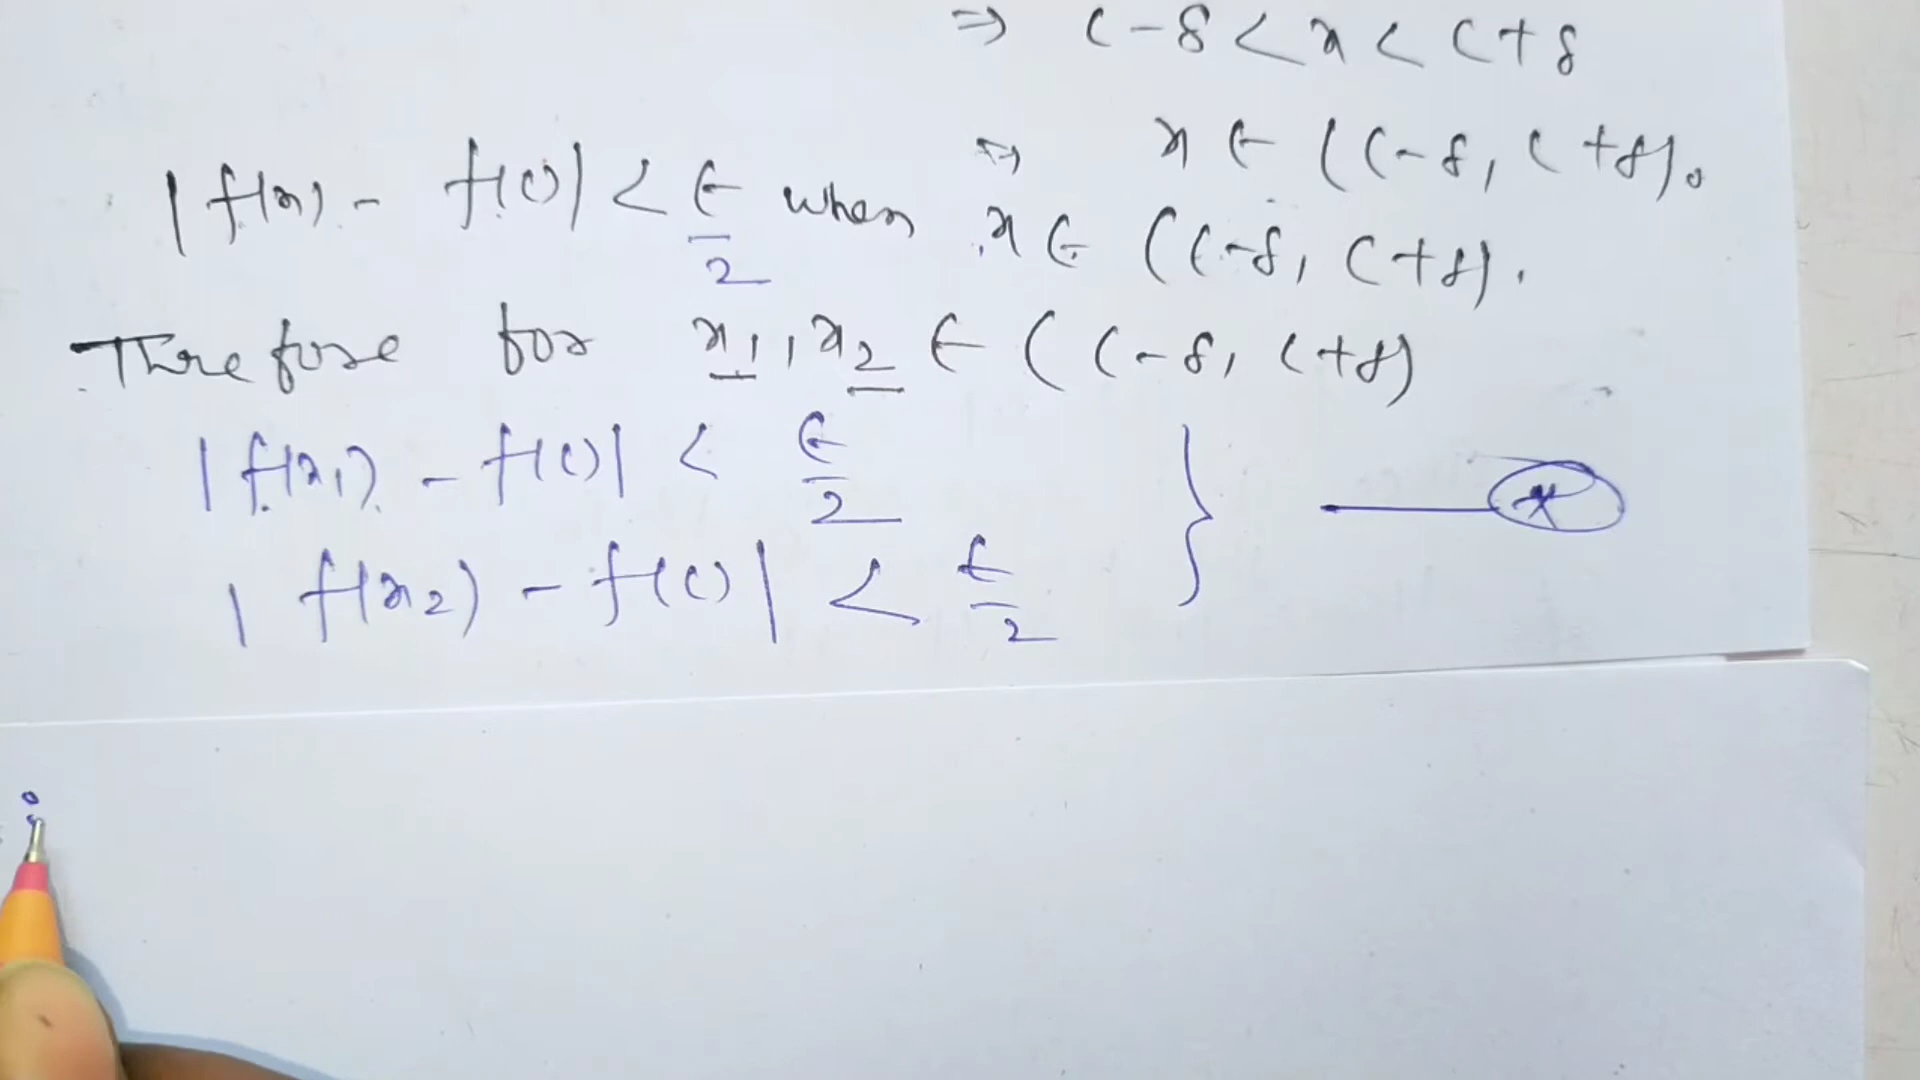 ⇒ c-δ < x < c+δ
⇒ x ∈ (c-δ, c+δ).
|f(x) - f(c)| < ε/2 when x ∈ (c-δ, c+δ).
Therefore for x₁, x₂ ∈ (c-δ, c+δ)
|f(x₁) - f(c)| < ε/2
|f(x₂) - f(c)| < ε/2 } — *